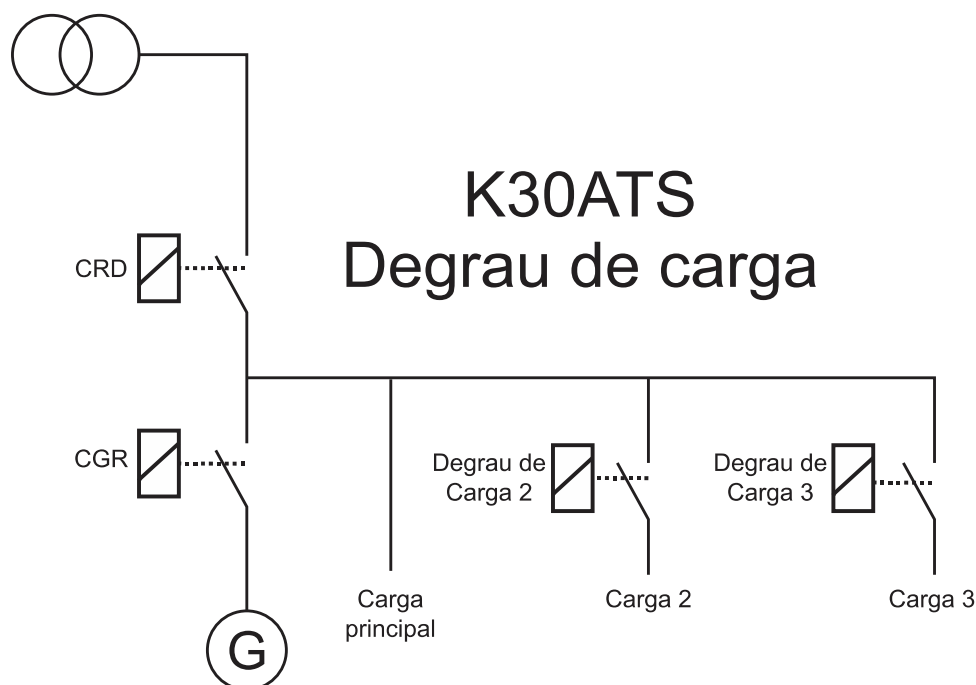 K30ATS
Degrau de carga
CRD
CGR
Degrau de
Carga 2
Degrau de
Carga 3
Carga
principal
Carga 2
Carga 3
G